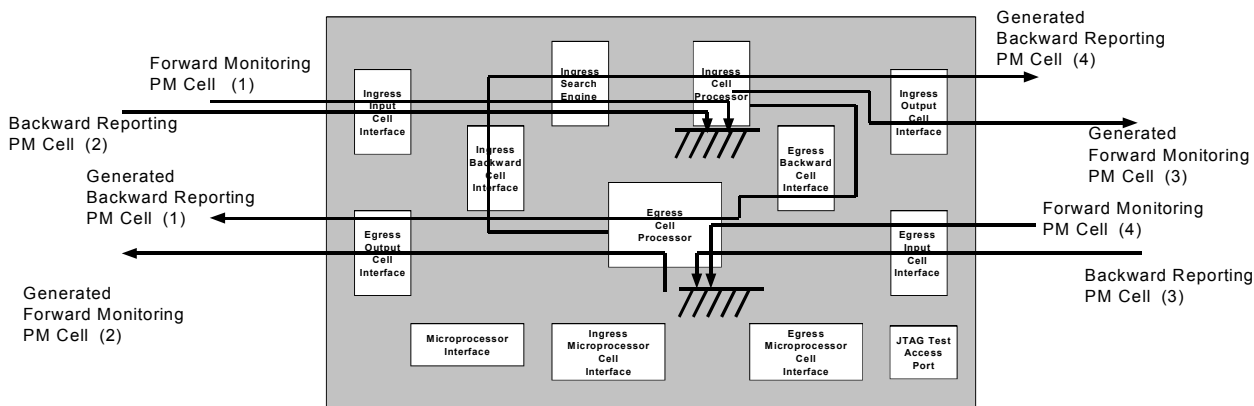 Generated
Backward Reporting
PM Cell (4)
Forward Monitoring
PM Cell (1)
Backward Reporting
PM Cell (2)
Generated
Backward Reporting
PM Cell (1)
Generated
Forward Monitoring
PM Cell (2)
Ingress
Input
Cell
Interface
Ingress
Search
Engine
Ingress
Cell
Processor
Ingress
Output
Cell
Interface
Ingress
Backward
Cell
Interface
Egress
Backward
Cell
Interface
Egress
Cell
Processor
Egress
Output
Cell
Interface
Egress
Input
Cell
Interface
Generated
Forward Monitoring
PM Cell (3)
Forward Monitoring
PM Cell (4)
Backward Reporting
PM Cell (3)
Microprocessor
Interface
Ingress
Microprocessor
Cell
Interface
Egress
Microprocessor
Cell
Interface
JTAG Test
Access
Port